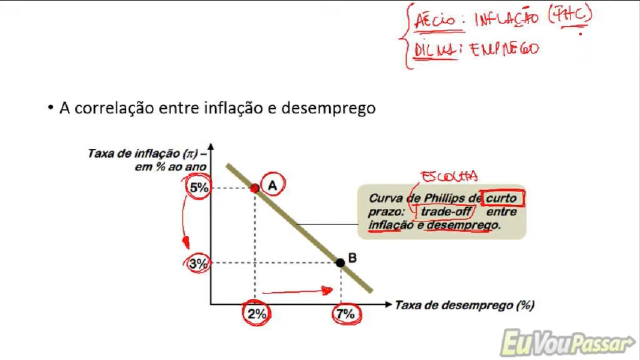 AÉCIO: INFLAÇÃO (FHC)
DILMA: EMPREGO
• A correlação entre inflação e desemprego
Taxa de inflação (π) –
em % ao ano
ESCOLHA
5%
A
Curva de Phillips de curto
prazo: trade-off entre
inflação e desemprego.
3%
B
2%
7%
Taxa de desemprego (%)
EuVouPassar